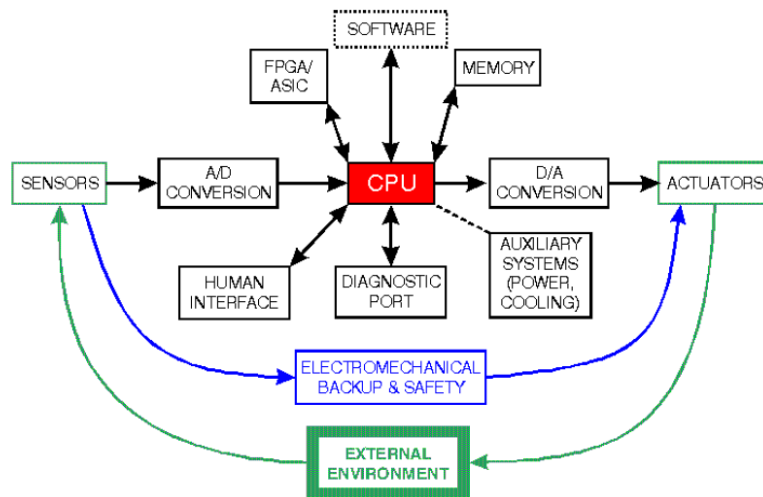 SOFTWARE
FPGA/
ASIC
MEMORY
SENSORS
A/D
CONVERSION
CPU
D/A
CONVERSION
ACTUATORS
HUMAN
INTERFACE
DIAGNOSTIC
PORT
AUXILIARY
SYSTEMS
(POWER,
COOLING)
ELECTROMECHANICAL
BACKUP & SAFETY
EXTERNAL
ENVIRONMENT